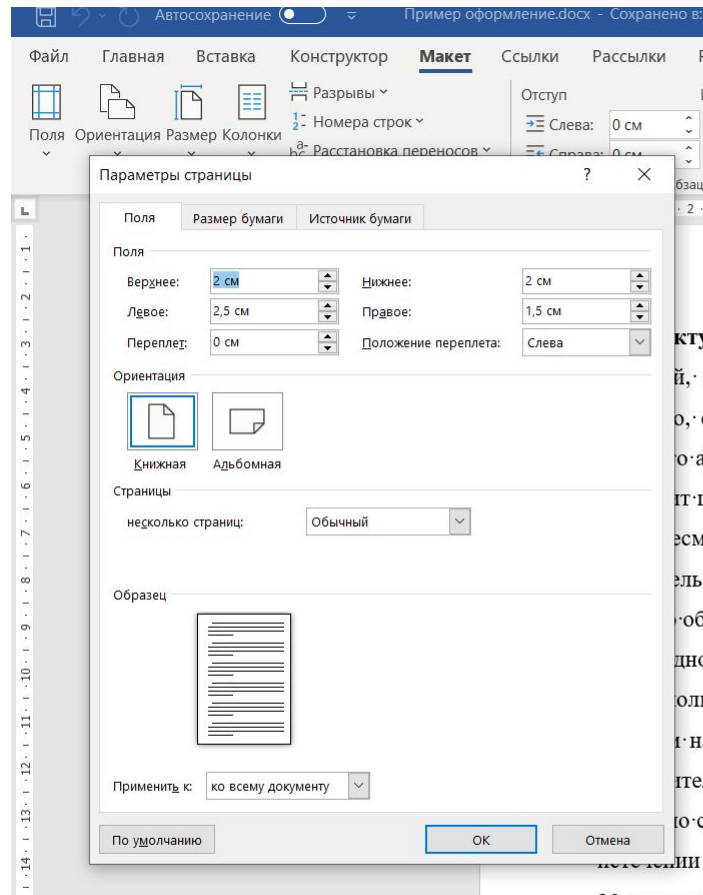 Автосохранение Пример оформление.docx - Сохранено в:
Файл Главная Вставка Конструктор Макет Ссылки Рассылки
Разрывы Отступ
Номера строк Слева: 0 см
Поля Ориентация Размер Колонки
Расстановка переносов Справа: 0 см
Параметры страницы ? ×
Поля Размер бумаги Источник бумаги
Поля
Верхнее: 2 см Нижнее: 2 см
Левое: 2,5 см Правое: 1,5 см
Переплет: 0 см Положение переплета: Слева
Ориентация
Книжная Альбомная
Страницы
несколько страниц: Обычный
Образец
Применить к: ко всему документу
По умолчанию ОК Отмена